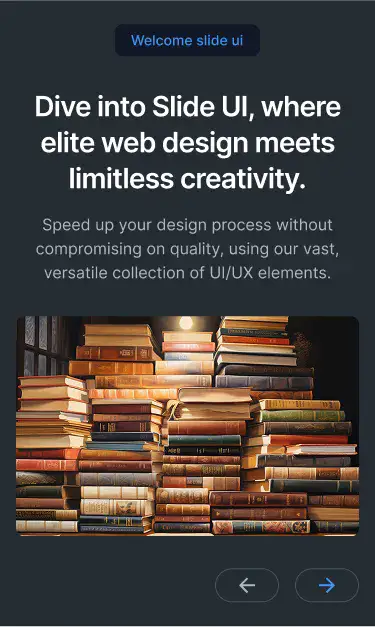 Welcome slide ui
Dive into Slide UI, where
elite web design meets
limitless creativity.
Speed up your design process without
compromising on quality, using our vast,
versatile collection of UI/UX elements.